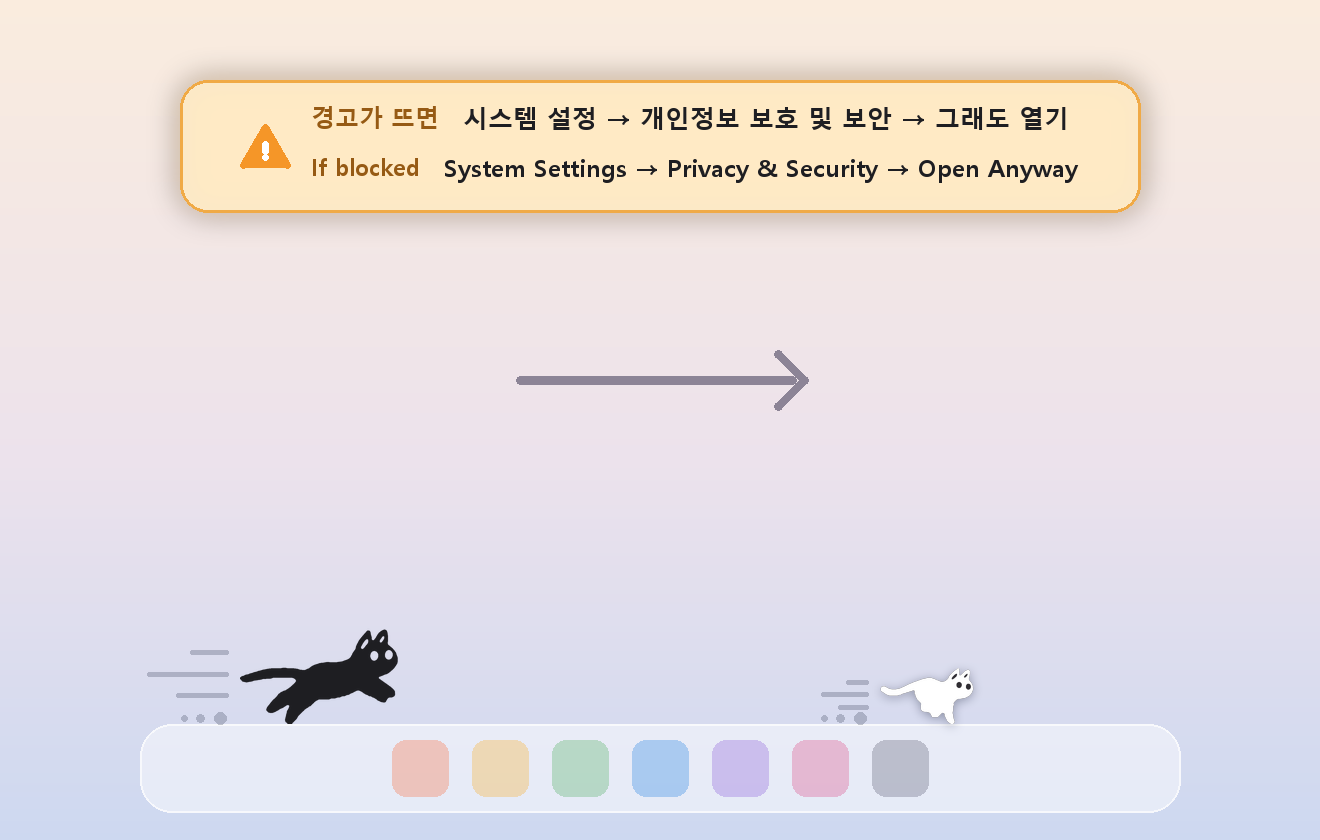 경고가 뜨면 시스템 설정 → 개인정보 보호 및 보안 → 그래도 열기
If blocked System Settings → Privacy & Security → Open Anyway